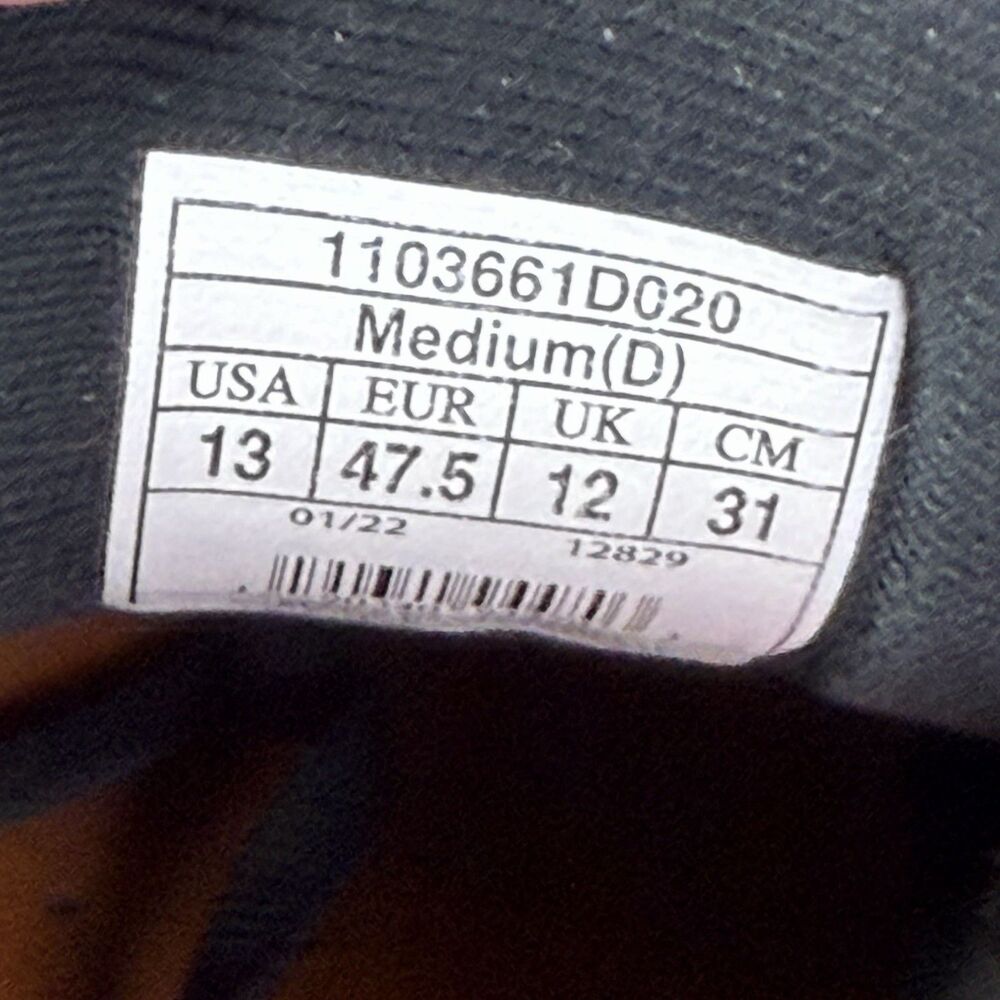 1103661D020
Medium(D)
USA EUR UK CM
13 47.5 12 31
01/22 12829